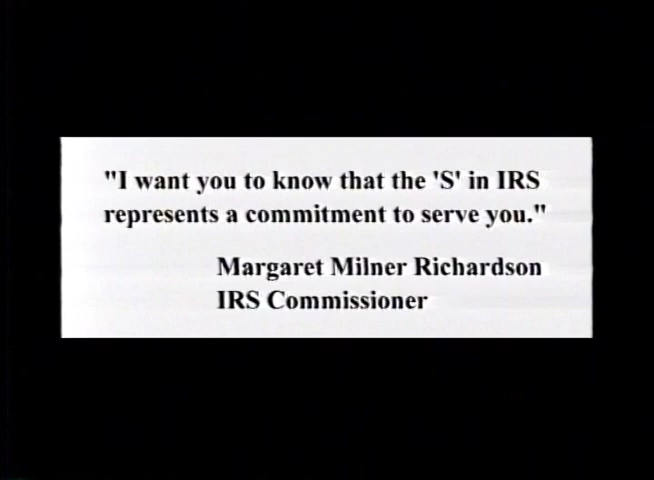 "I want you to know that the 'S' in IRS
represents a commitment to serve you."
Margaret Milner Richardson
IRS Commissioner